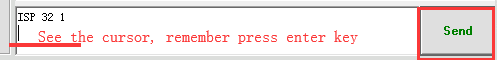 ISP 32 1
See the cursor, remember press enter key
Send